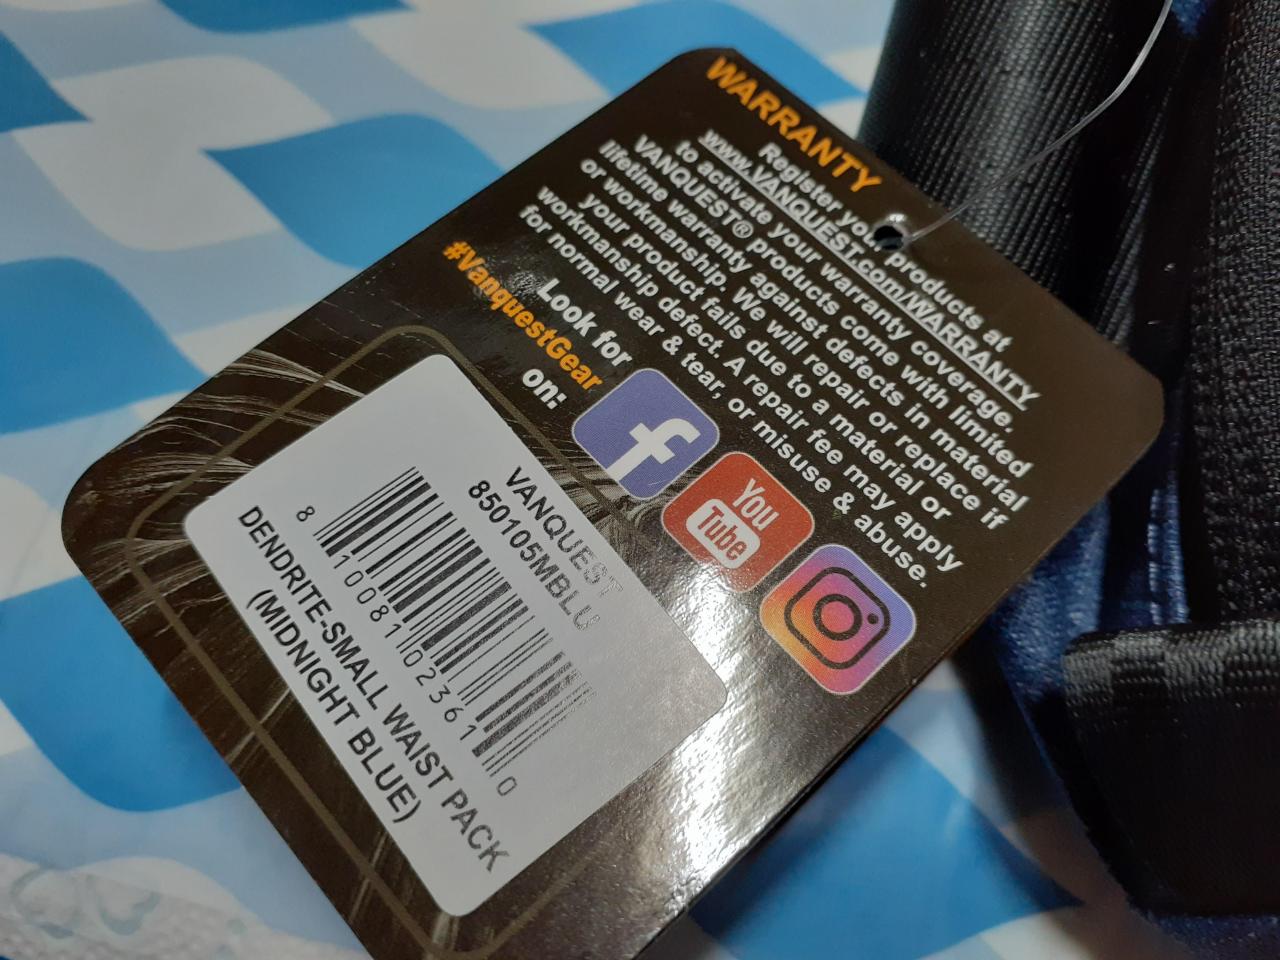 WARRANTY
Register your products at
www.VANQUEST.com/WARRANTY
to activate your warranty coverage.
VANQUEST® products come with limited
lifetime warranty against defects in material
or workmanship. We will repair or replace if
your product fails due to a material or
workmanship defect. A repair fee may apply
for normal wear & tear, or misuse & abuse.
Look for
#VanquestGear
on:
f
You
Tube
VANQUEST
850105MBLU
8 10081 02361 0
DENDRITE-SMALL WAIST PACK
(MIDNIGHT BLUE)